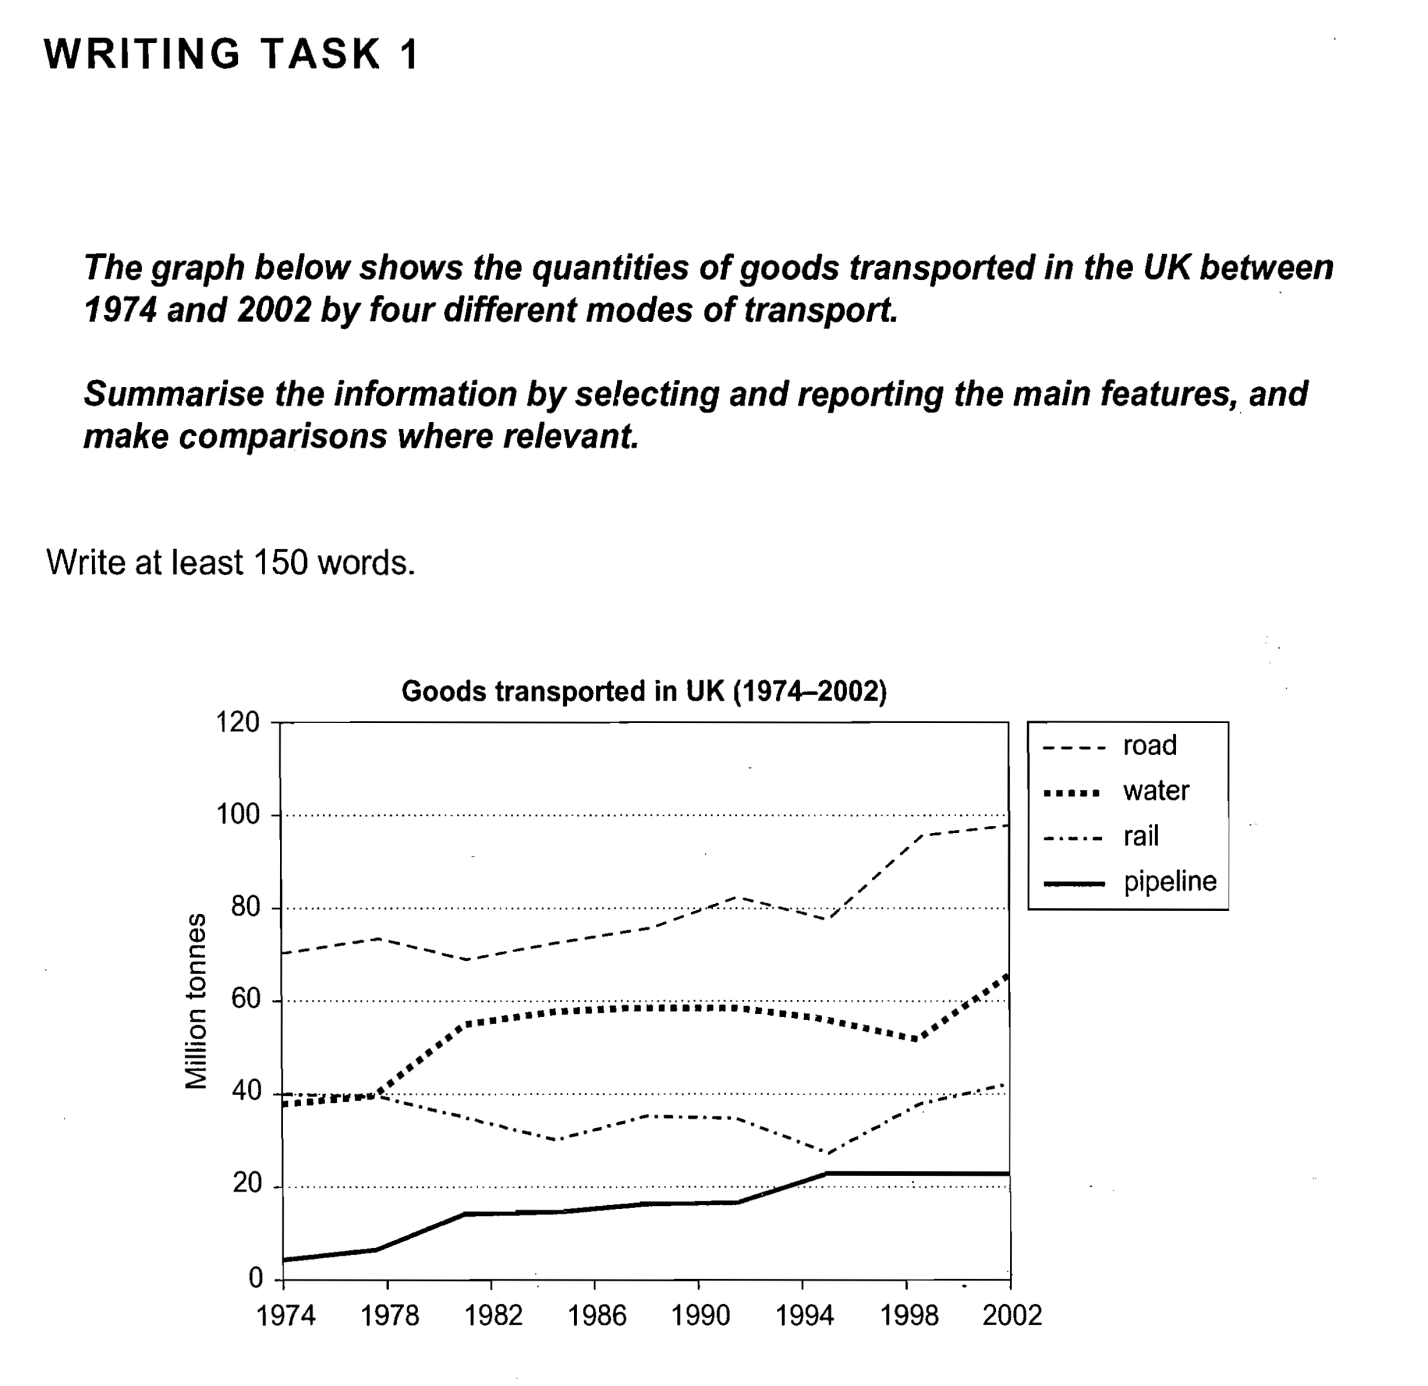 WRITING TASK 1
The graph below shows the quantities of goods transported in the UK between
1974 and 2002 by four different modes of transport.
Summarise the information by selecting and reporting the main features, and
make comparisons where relevant.
Write at least 150 words.
Goods transported in UK (1974–2002)
120
100
80
60
40
20
0
Million tonnes
1974 1978 1982 1986 1990 1994 1998 2002
road
water
rail
pipeline